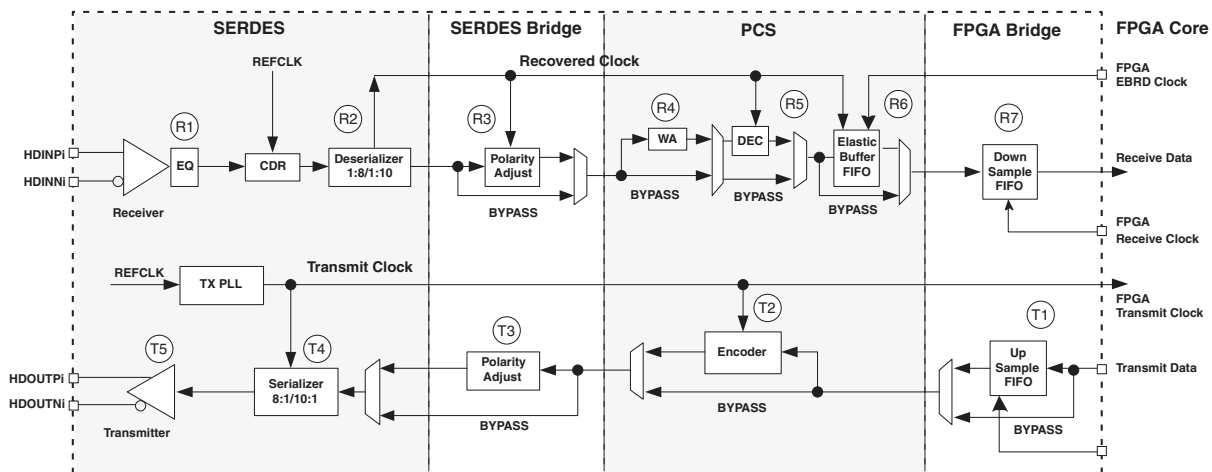 SERDES
SERDES Bridge
PCS
FPGA Bridge
FPGA Core
REFCLK
Recovered Clock
FPGA
EBRD Clock
R1
R2
R3
R4
R5
R6
R7
HDINPi
HDINNi
EQ
CDR
Deserializer
1:8/1:10
Polarity
Adjust
WA
DEC
Elastic
Buffer
FIFO
Down
Sample
FIFO
Receive Data
Receiver
BYPASS
BYPASS
BYPASS
BYPASS
FPGA
Receive Clock
REFCLK
TX PLL
Transmit Clock
FPGA
Transmit Clock
T5
T4
T3
T2
T1
HDOUTPi
HDOUTNi
Transmitter
Serializer
8:1/10:1
Polarity
Adjust
Encoder
Up
Sample
FIFO
Transmit Data
BYPASS
BYPASS
BYPASS